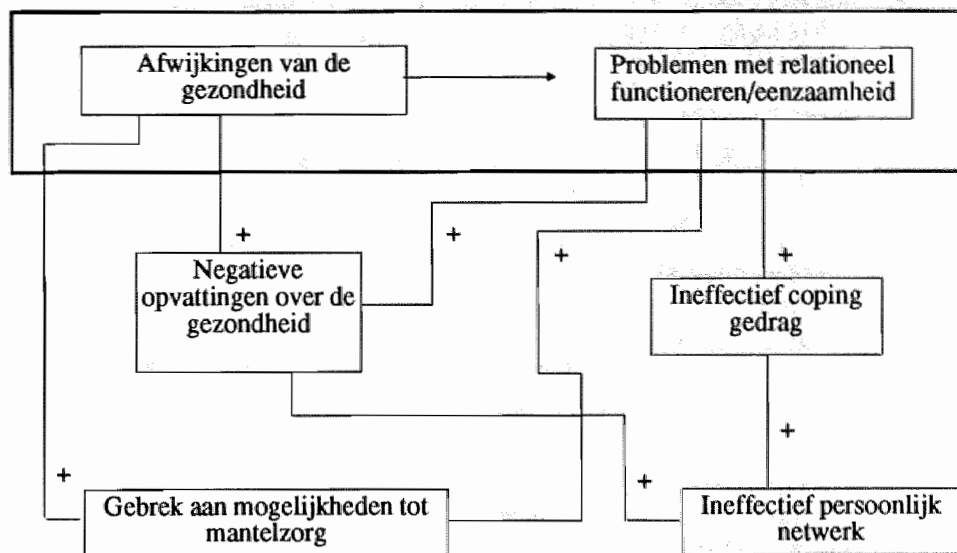 Afwijkingen van de
gezondheid
Problemen met relationeel
functioneren/eenzaamheid
+
+
+
+
Negatieve
opvattingen over de
gezondheid
Ineffectief coping
gedrag
+
+
+
Gebrek aan mogelijkheden tot
mantelzorg
Ineffectief persoonlijk
netwerk